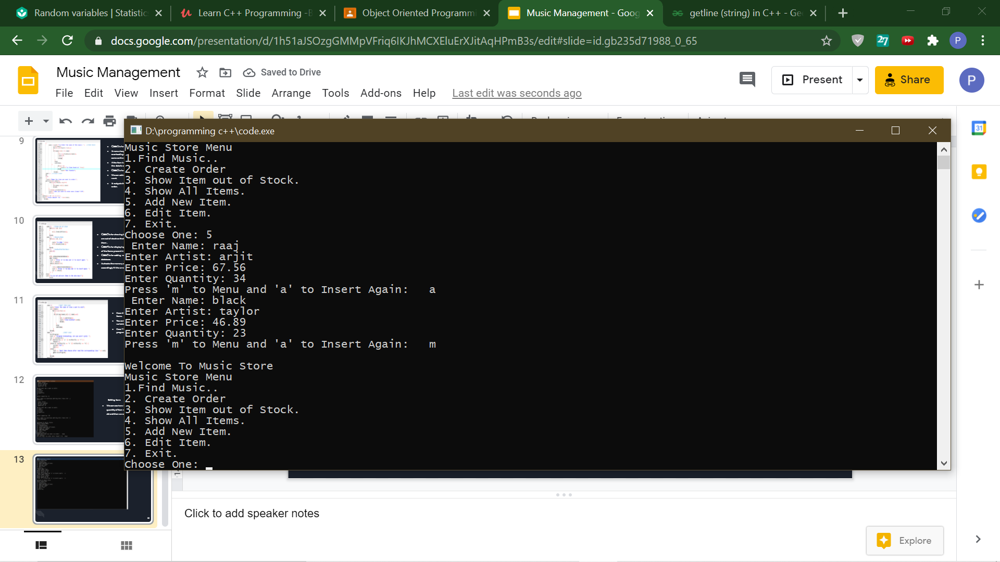 Random variables | Statistic
Learn C++ Programming -B
Object Oriented Programmi
Music Management - Goog
getline (string) in C++ - Ge
docs.google.com/presentation/d/1h51aJSOzgGMMpVFriq6IKJhMCXEluErXJitAqHPmB3s/edit#slide=id.gb235d71988_0_65
27
P
Music Management
Saved to Drive
Present
Share
P
File Edit View Insert Format Slide Arrange Tools Add-ons Help Last edit was seconds ago
31
D:\programming c++\code.exe
Music Store Menu
1.Find Music..
2. Create Order
3. Show Item out of Stock.
4. Show All Items.
5. Add New Item.
6. Edit Item.
7. Exit.
Choose One: 5
Enter Name: raaj
Enter Artist: arjit
Enter Price: 67.56
Enter Quantity: 34
Press 'm' to Menu and 'a' to Insert Again:   a
Enter Name: black
Enter Artist: taylor
Enter Price: 46.89
Enter Quantity: 23
Press 'm' to Menu and 'a' to Insert Again:   m
Welcome To Music Store
Music Store Menu
1.Find Music..
2. Create Order
3. Show Item out of Stock.
4. Show All Items.
5. Add New Item.
6. Edit Item.
7. Exit.
Choose One:
9
10
11
12
13
Click to add speaker notes
Explore